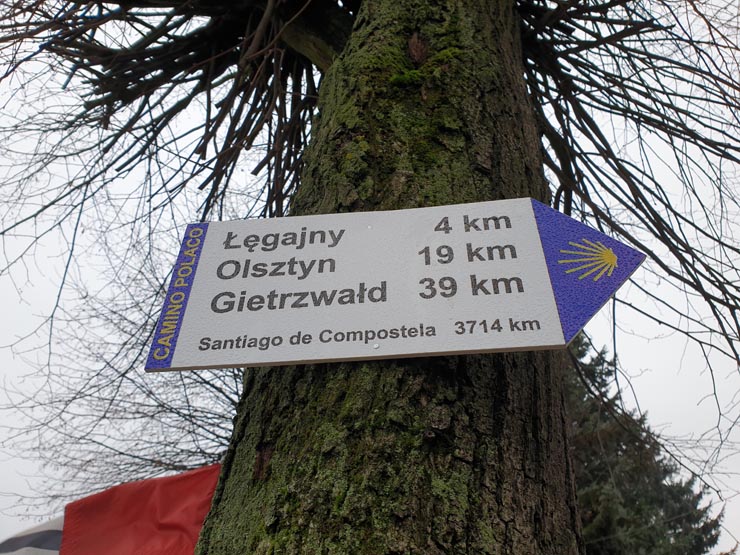 CAMINO POLACO
Łęgajny 4 km
Olsztyn 19 km
Gietrzwałd 39 km
Santiago de Compostela 3714 km